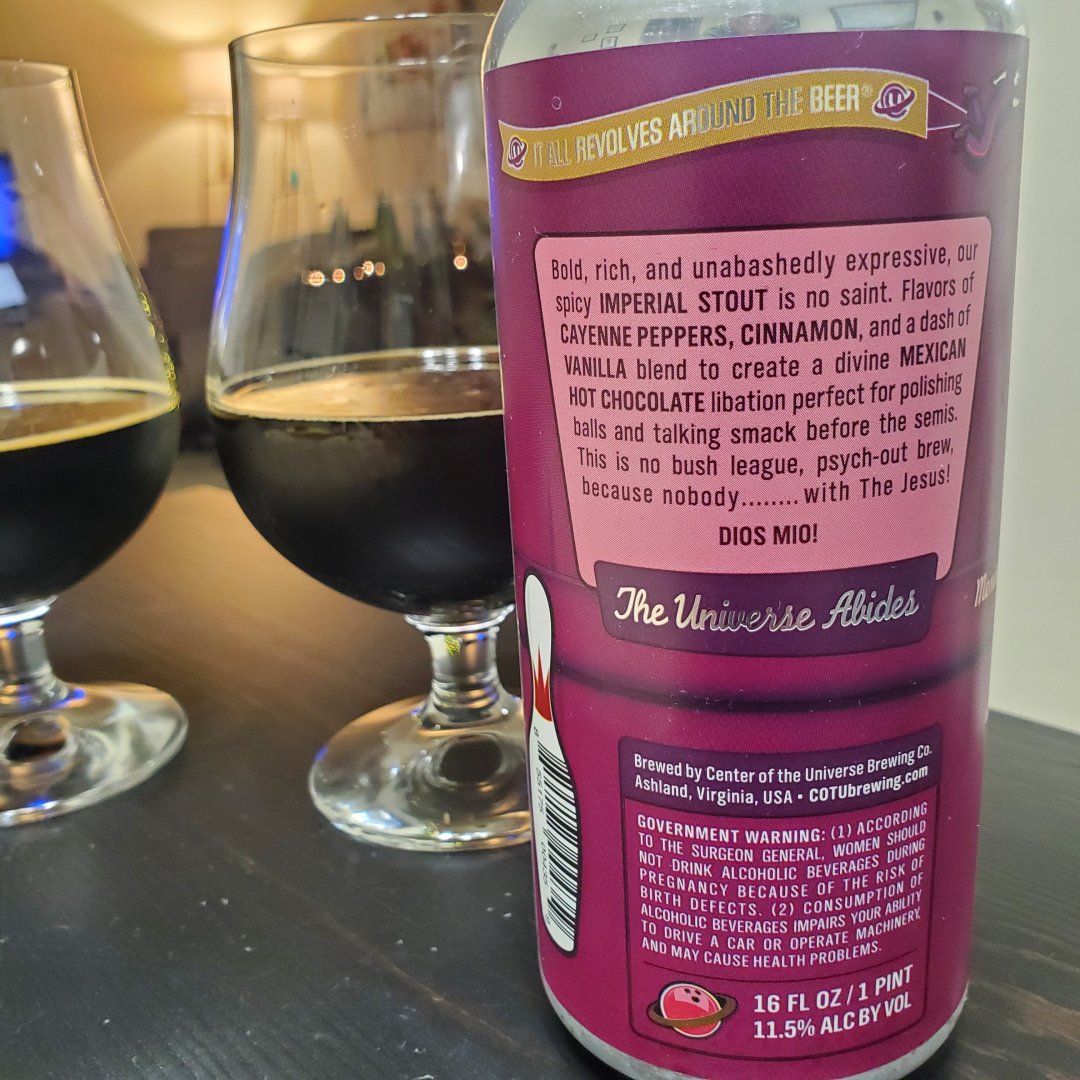 IT ALL REVOLVES AROUND THE BEER®
Bold, rich, and unabashedly expressive, our
spicy IMPERIAL STOUT is no saint. Flavors of
CAYENNE PEPPERS, CINNAMON, and a dash of
VANILLA blend to create a divine MEXICAN
HOT CHOCOLATE libation perfect for polishing
balls and talking smack before the semis.
This is no bush league, psych-out brew,
because nobody........ with The Jesus!
DIOS MIO!
The Universe Abides
Brewed by Center of the Universe Brewing Co.
Ashland, Virginia, USA • COTUbrewing.com
GOVERNMENT WARNING: (1) ACCORDING
TO THE SURGEON GENERAL, WOMEN SHOULD
NOT DRINK ALCOHOLIC BEVERAGES DURING
PREGNANCY BECAUSE OF THE RISK OF
BIRTH DEFECTS. (2) CONSUMPTION OF
ALCOHOLIC BEVERAGES IMPAIRS YOUR ABILITY
TO DRIVE A CAR OR OPERATE MACHINERY,
AND MAY CAUSE HEALTH PROBLEMS.
16 FL OZ / 1 PINT
11.5% ALC BY VOL